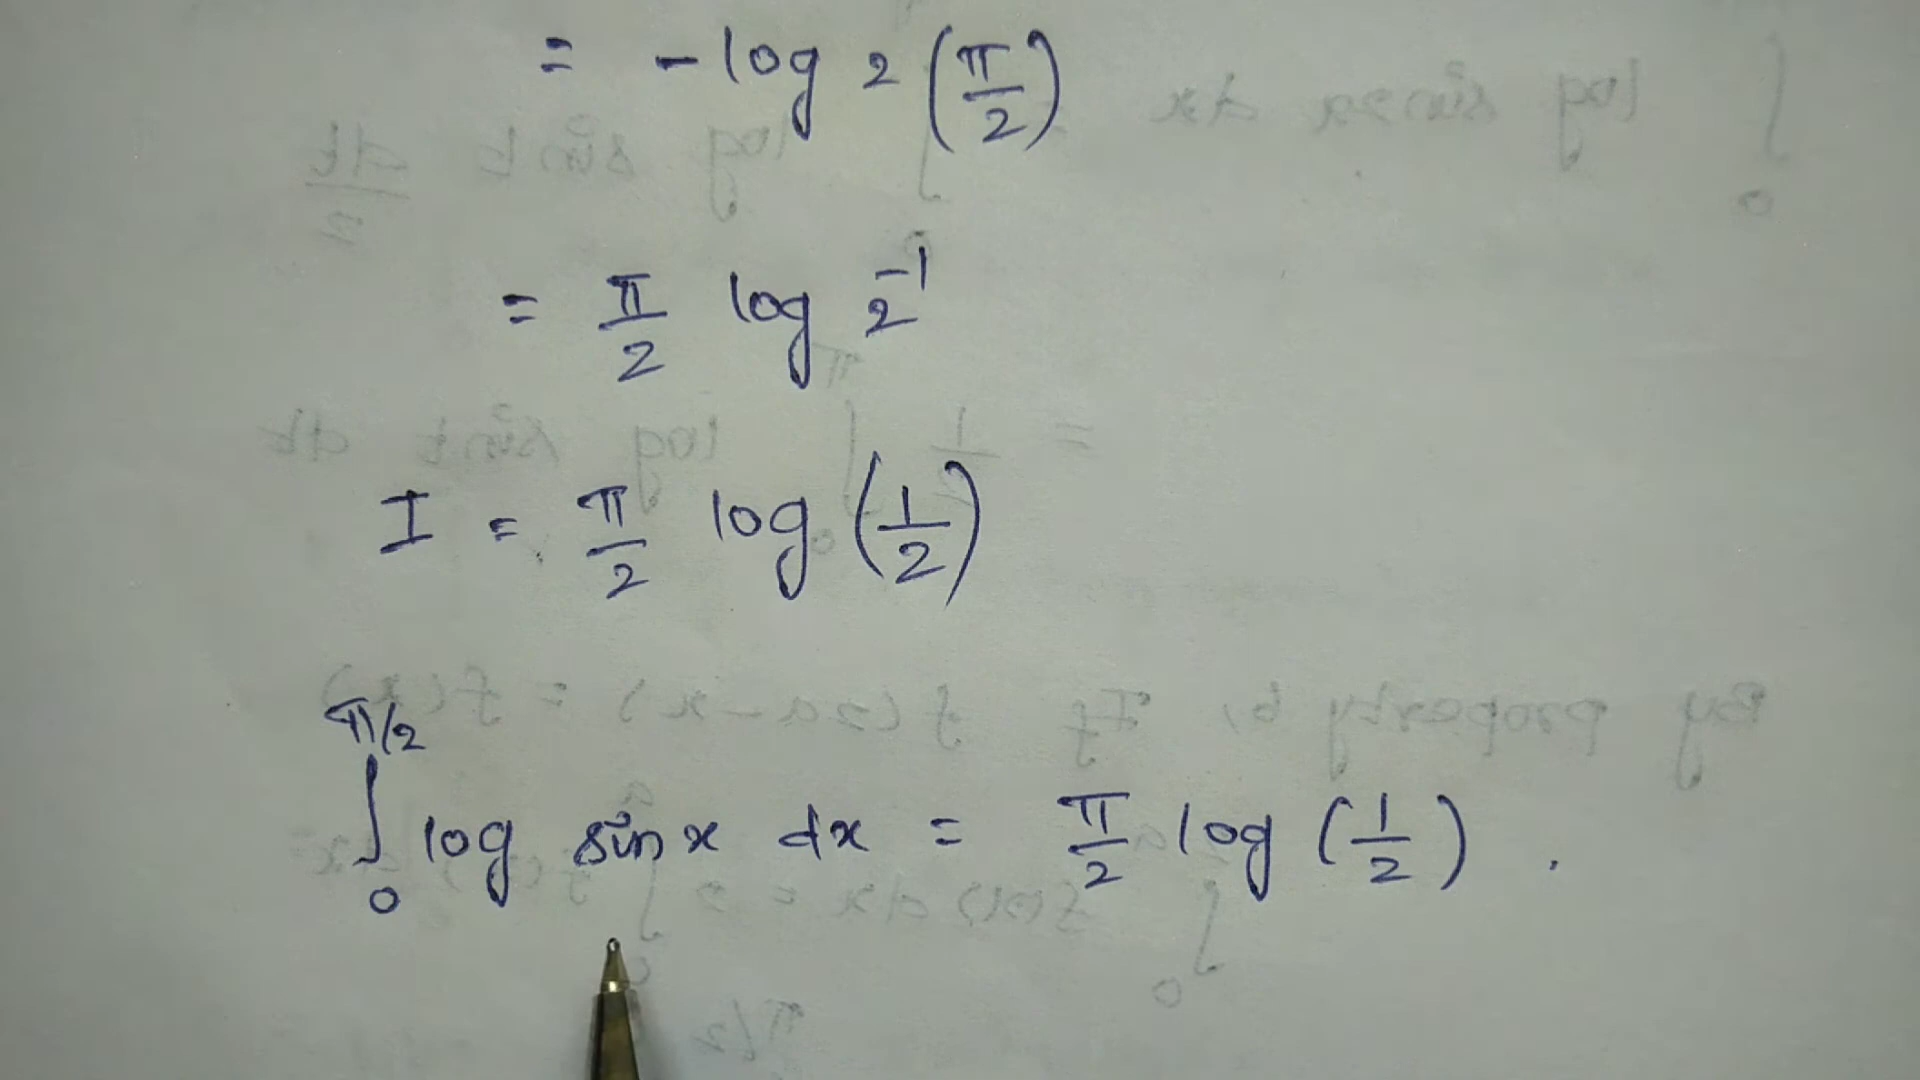 = - log 2 (π/2)
= π/2 log 2⁻¹
I = π/2 log (1/2)
∫₀^π/2 log sin x dx = π/2 log (1/2).